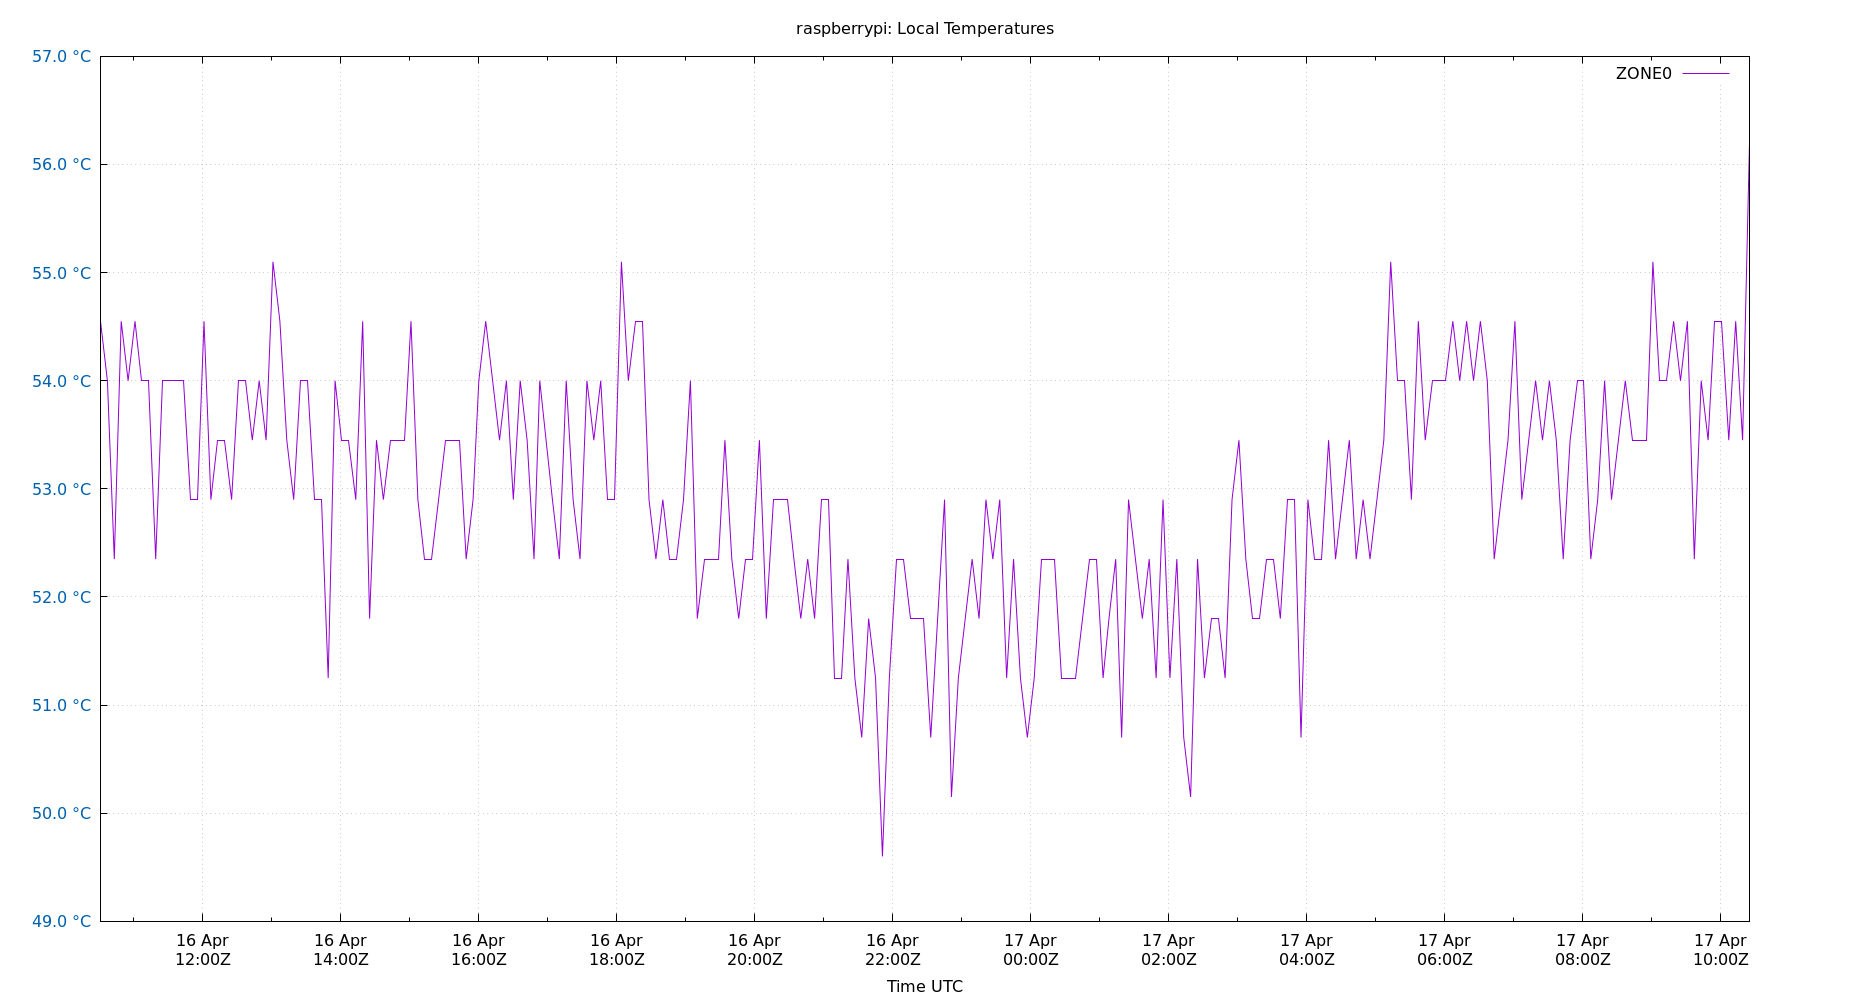 raspberrypi: Local Temperatures
57.0 °C
ZONE0
56.0 °C
55.0 °C
54.0 °C
53.0 °C
52.0 °C
51.0 °C
50.0 °C
49.0 °C
16 Apr 16 Apr 16 Apr 16 Apr 16 Apr 16 Apr 17 Apr 17 Apr 17 Apr 17 Apr 17 Apr 17 Apr
12:00Z 14:00Z 16:00Z 18:00Z 20:00Z 22:00Z 00:00Z 02:00Z 04:00Z 06:00Z 08:00Z 10:00Z
Time UTC